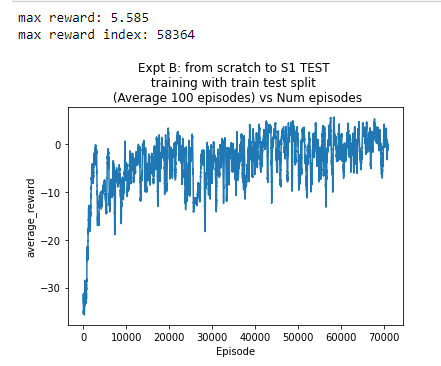 max reward: 5.585
max reward index: 58364
Expt B: from scratch to S1 TEST
training with train test split
(Average 100 episodes) vs Num episodes
average_reward
0
−10
−20
−30
0 10000 20000 30000 40000 50000 60000 70000
Episode